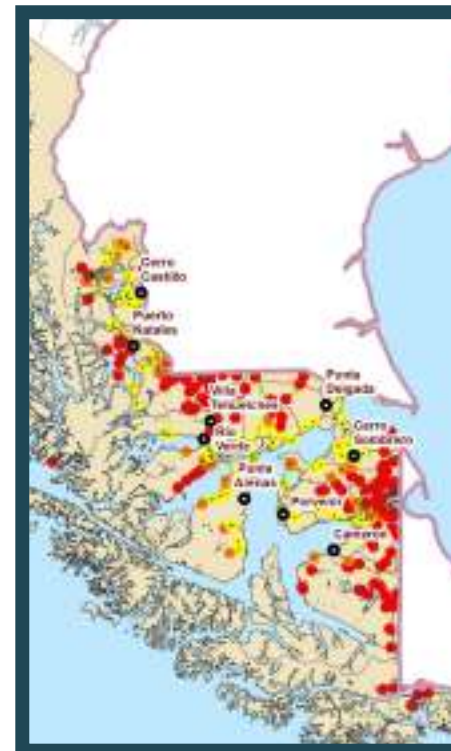 Cerro
Castillo
Puerto
Natales
Punta
Delgada
Villa
Tehuelches
Río
Verde
Cerro
Sombrero
Punta
Arenas
Porvenir
Cameron